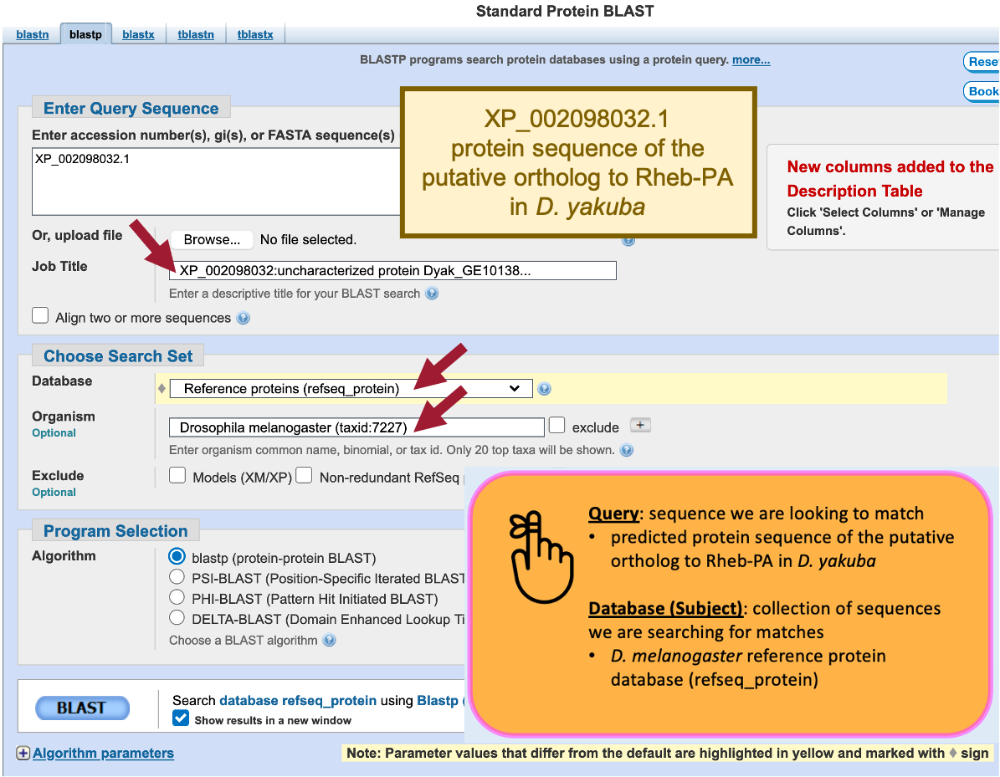 Standard Protein BLAST
blastn blastp blastx tblastn tblastx
BLASTP programs search protein databases using a protein query. more...
Rese
Book
Enter Query Sequence
Enter accession number(s), gi(s), or FASTA sequence(s)
XP_002098032.1
XP_002098032.1
protein sequence of the
putative ortholog to Rheb-PA
in D. yakuba
New columns added to the
Description Table
Click 'Select Columns' or 'Manage
Columns'.
Or, upload file Browse... No file selected.
Job Title XP_002098032:uncharacterized protein Dyak_GE10138...
Enter a descriptive title for your BLAST search
Align two or more sequences
Choose Search Set
Database Reference proteins (refseq_protein)
Organism
Optional
Drosophila melanogaster (taxid:7227) exclude +
Enter organism common name, binomial, or tax id. Only 20 top taxa will be shown.
Exclude
Optional
Models (XM/XP) Non-redundant RefSeq
Program Selection
Algorithm
blastp (protein-protein BLAST)
PSI-BLAST (Position-Specific Iterated BLAST
PHI-BLAST (Pattern Hit Initiated BLAST)
DELTA-BLAST (Domain Enhanced Lookup Ti
Choose a BLAST algorithm
Query: sequence we are looking to match
• predicted protein sequence of the putative
ortholog to Rheb-PA in D. yakuba
Database (Subject): collection of sequences
we are searching for matches
• D. melanogaster reference protein
database (refseq_protein)
BLAST
Search database refseq_protein using Blastp (
Show results in a new window
Algorithm parameters
Note: Parameter values that differ from the default are highlighted in yellow and marked with ♦ sign